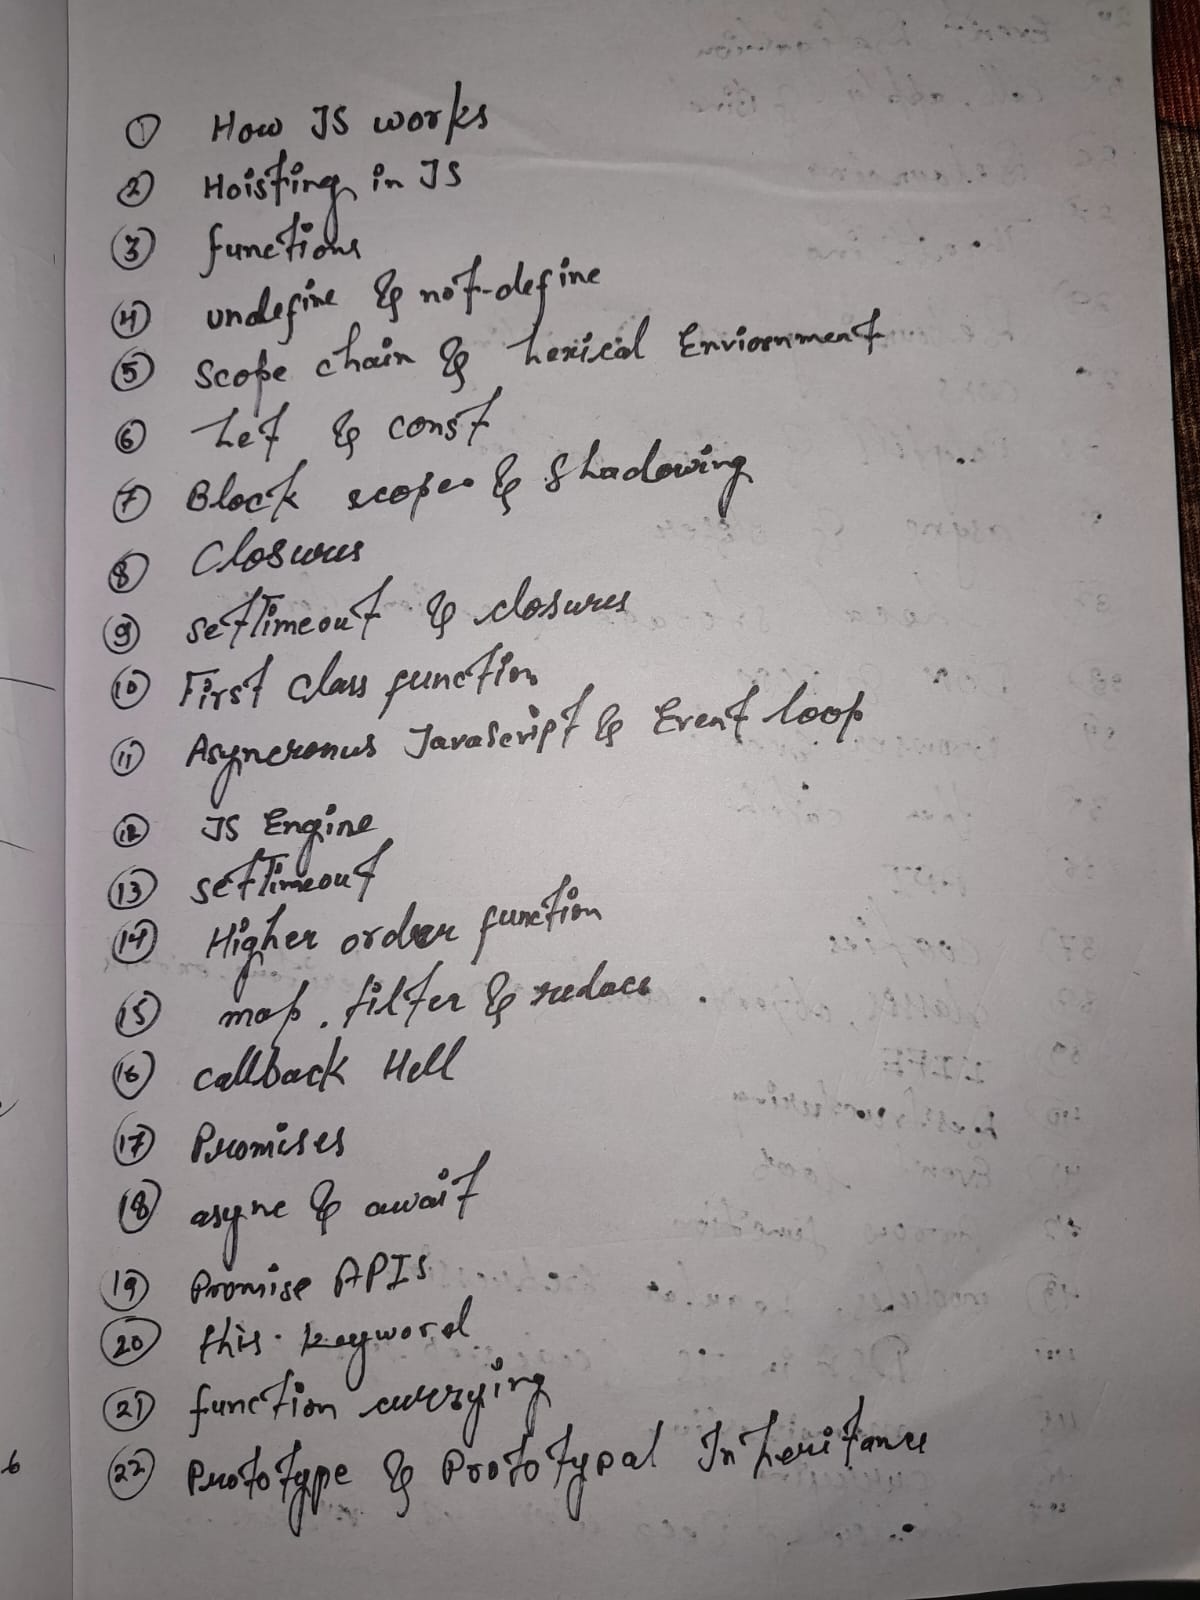 ① How JS works
② Hoisting in JS
③ functions
④ undefine & not-define
⑤ Scope chain & Lexical Enviornment
⑥ Let & const
⑦ Block scope & Shadowing
⑧ Closures
⑨ setTimeout & closures
⑩ First class function
⑪ Asyncronus JavaScript & Event loop
⑫ JS Engine
⑬ setTimeout
⑭ Higher order function
⑮ map, filter & reduce
⑯ callback Hell
⑰ Promises
⑱ async & await
⑲ Promise APIs
⑳ this keyword
㉑ function currying
㉒ Prototype & Prototypal Inheritance